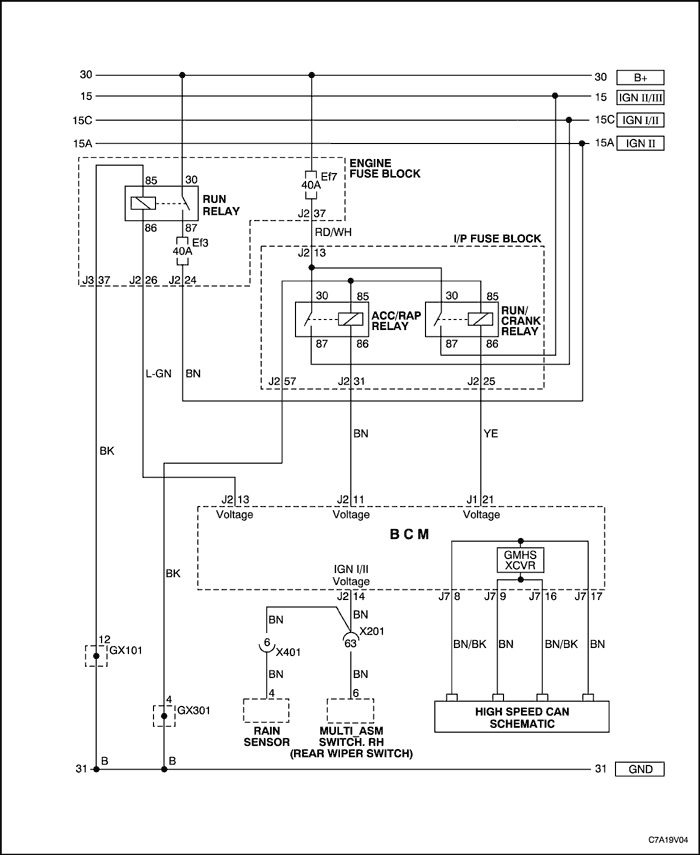 30 30 B+
15 15 IGN II/III
15C 15C IGN I/II
15A 15A IGN II
ENGINE
FUSE BLOCK
85 30
RUN
RELAY
86 87
Ef3
40A
Ef7
40A
J3 37 J2 26 J2 24
J2 37
RD/WH
I/P FUSE BLOCK
J2 13
30 85
ACC/RAP
RELAY
87 86
30 85
RUN/
CRANK
RELAY
87 86
J2 57 J2 31 J2 25
L-GN BN
BK
BN YE
J2 13 J2 11 J1 21
Voltage Voltage Voltage
BCM
GMHS
XCVR
IGN I/II
Voltage
J2 14 J7 8 J7 9 J7 16 J7 17
BK
BN BN
X201
6 X401 63
BN BN
BN/BK BN BN/BK BN
12
GX101
4
GX301
4 6
RAIN
SENSOR
MULTI_ASM
SWITCH. RH
(REAR WIPER SWITCH)
HIGH SPEED CAN
SCHEMATIC
31 B B 31 GND
C7A19V04